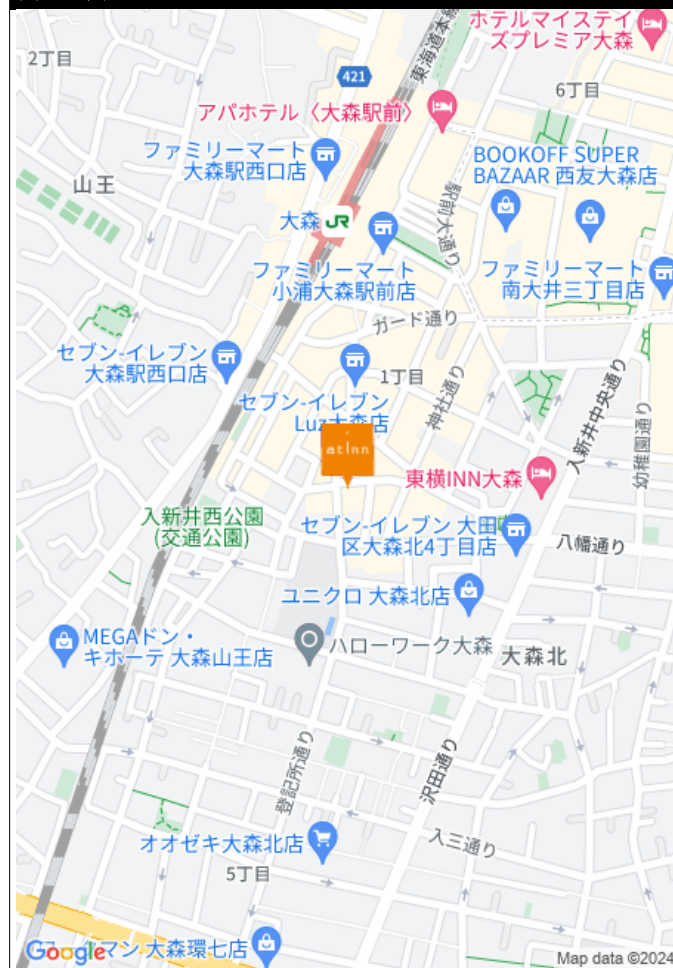 ホテルマイステイ
ズプレミア大森
2丁目
東海道本線
421
6丁目
アパホテル〈大森駅前〉
ファミリーマート
大森駅西口店
BOOKOFF SUPER
BAZAAR 西友大森店
山王
駅前大通り
大森
JR
ファミリーマート
小浦大森駅前店
ファミリーマート
南大井三丁目店
ガード通り
セブン-イレブン
大森駅西口店
1丁目
神社通り
入新井中央通り
セブン-イレブン
Luz大森店
幼稚園通り
at inn
東横INN大森
入新井西公園
(交通公園)
セブン-イレブン 大田
区大森北4丁目店
八幡通り
ユニクロ 大森北店
MEGAドン・
キホーテ 大森山王店
ハローワーク大森
大森北
登記所通り
沢田通り
オオゼキ大森北店
入三通り
5丁目
Google
マン 大森環七店
Map data ©2024